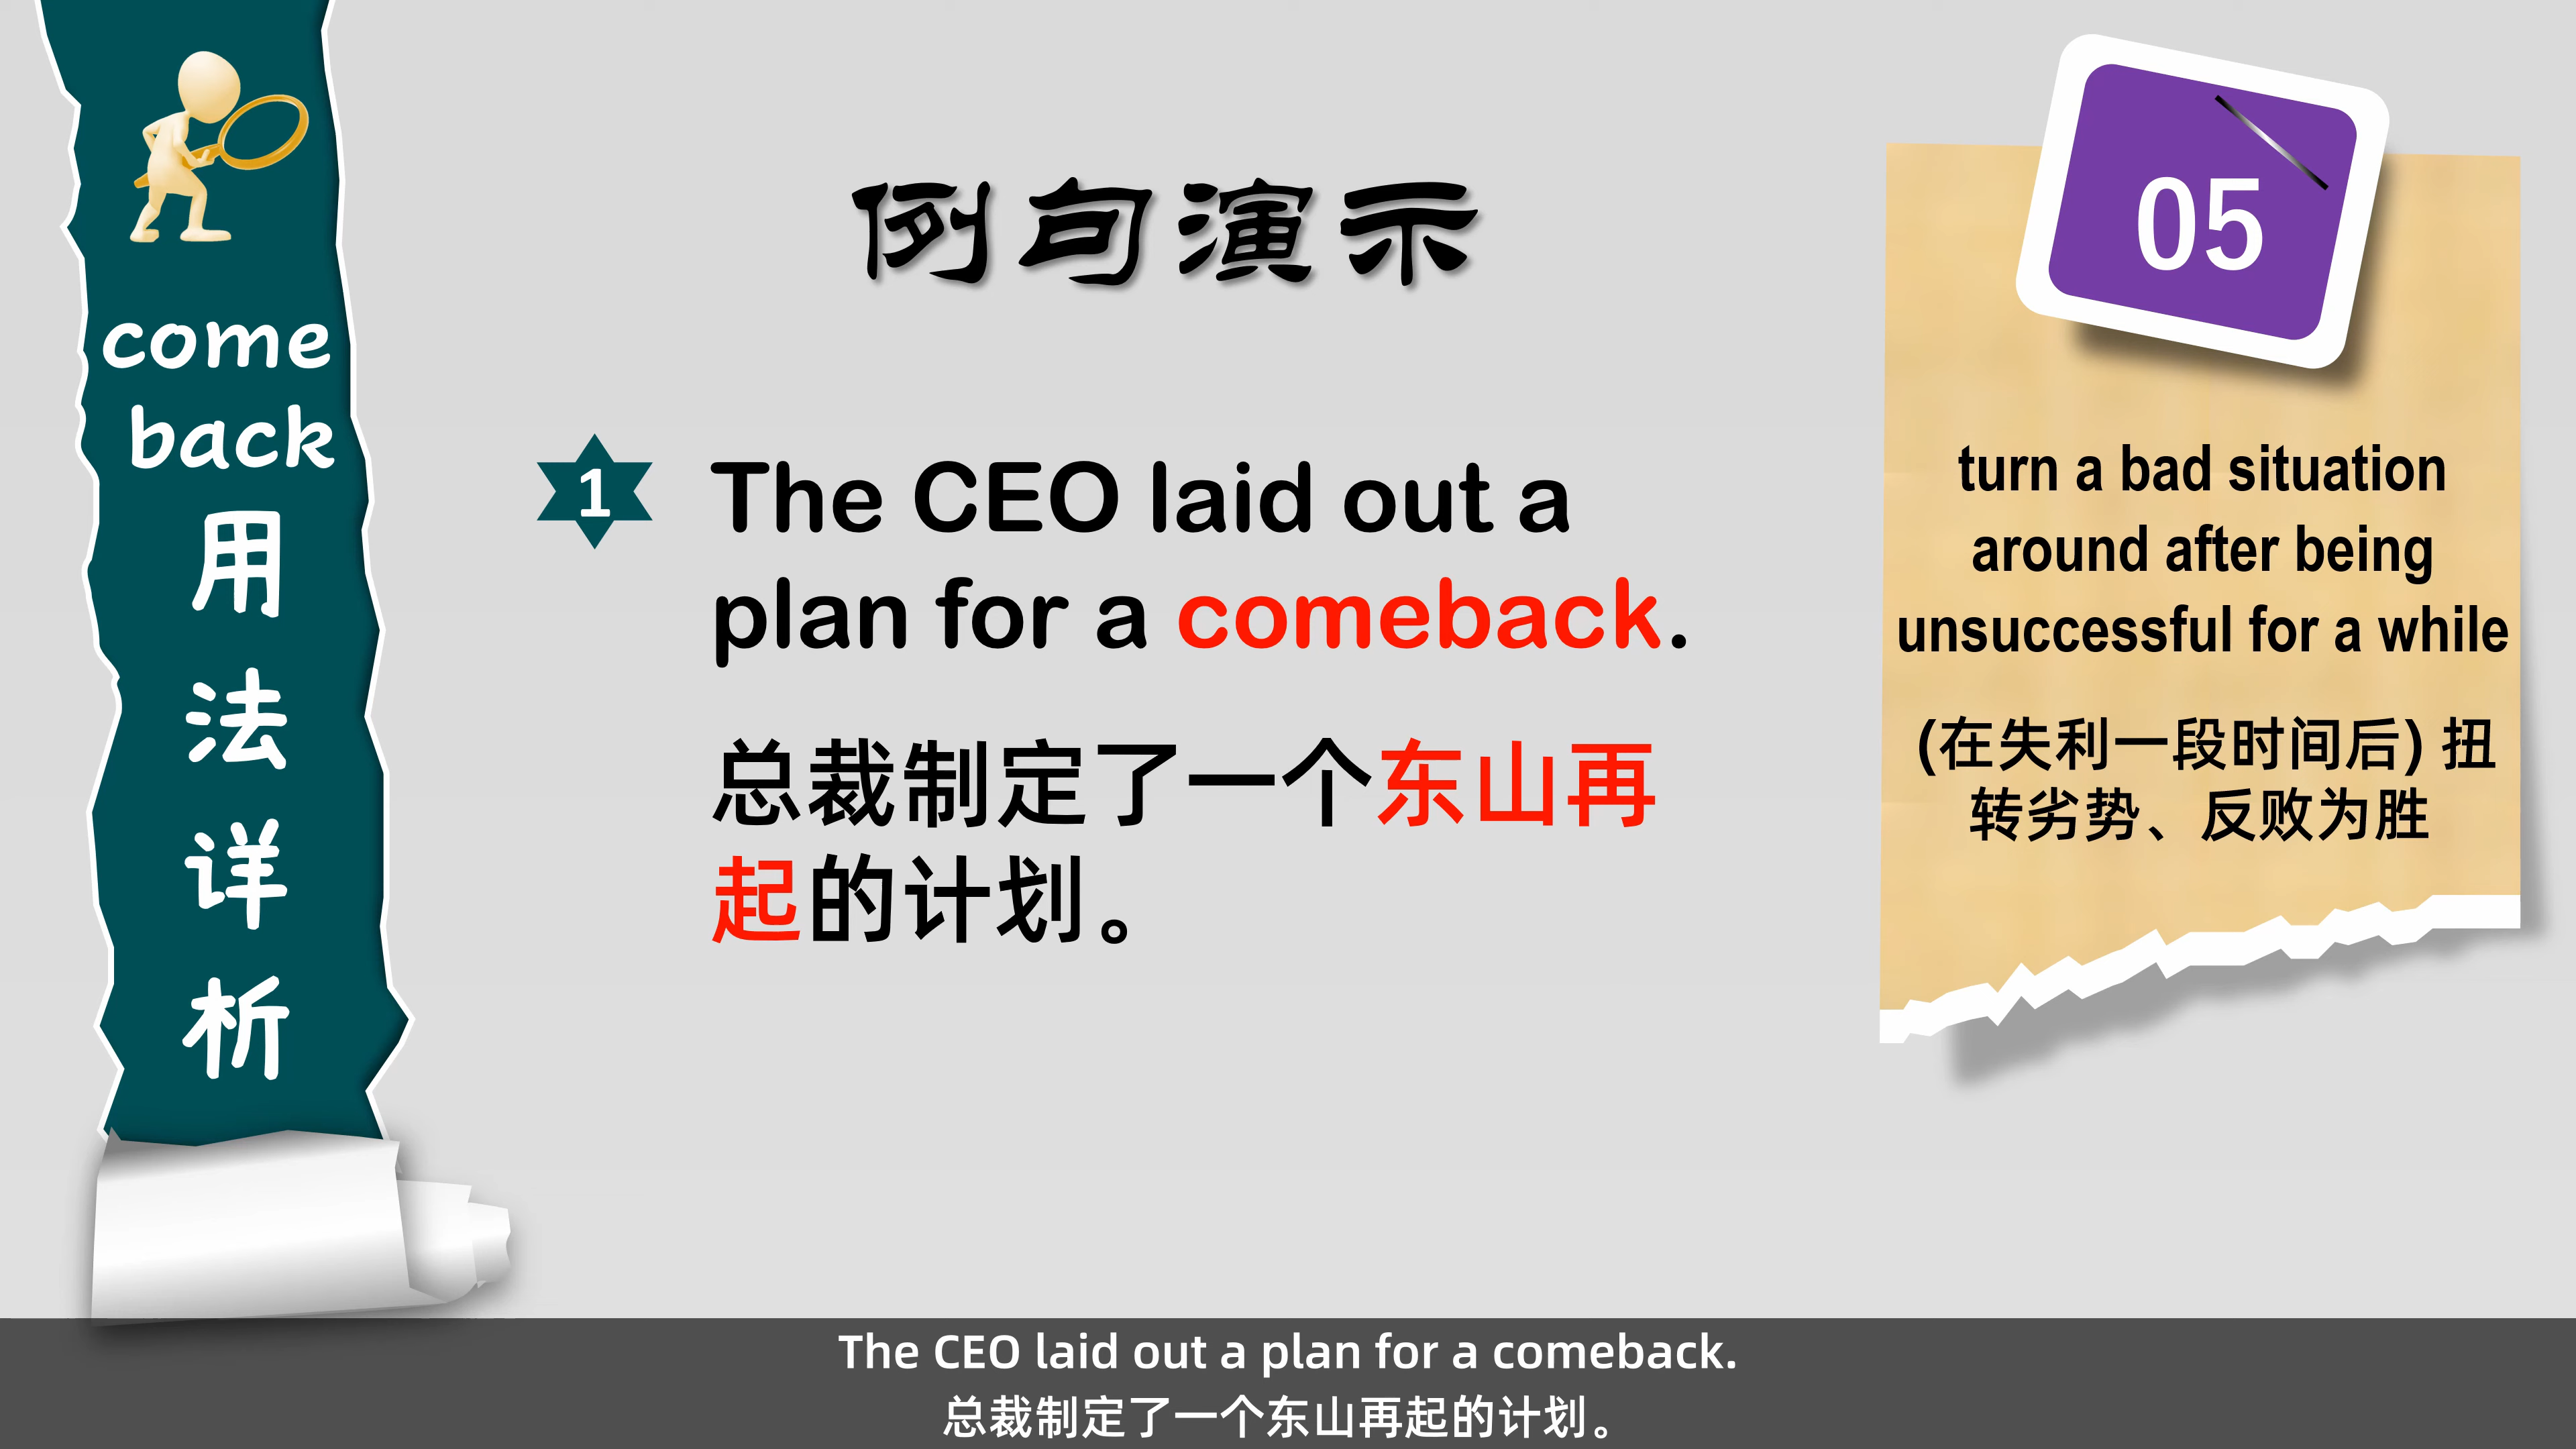 come
back
用
法
详
析
例句演示
1
The CEO laid out a
plan for a comeback.
总裁制定了一个东山再
起的计划。
05
turn a bad situation
around after being
unsuccessful for a while
(在失利一段时间后) 扭
转劣势、反败为胜
The CEO laid out a plan for a comeback.
总裁制定了一个东山再起的计划。